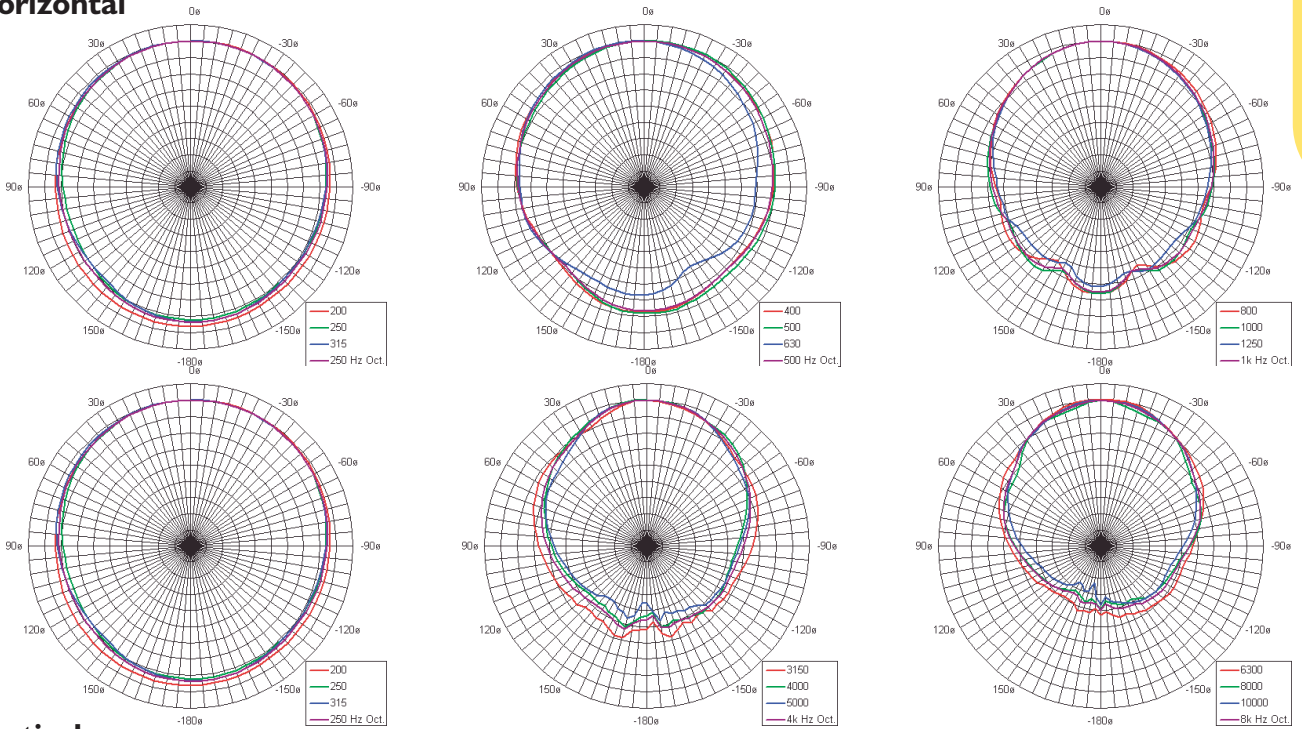 orizontal
0ø
30ø
-30ø
60ø
-60ø
90ø
-90ø
120ø
-120ø
150ø
-150ø
-180ø
200
250
315
250 Hz Oct.
0ø
30ø
-30ø
60ø
-60ø
90ø
-90ø
120ø
-120ø
150ø
-150ø
-180ø
400
500
630
500 Hz Oct.
0ø
30ø
-30ø
60ø
-60ø
90ø
-90ø
120ø
-120ø
150ø
-150ø
-180ø
800
1000
1250
1k Hz Oct.
0ø
30ø
-30ø
60ø
-60ø
90ø
-90ø
120ø
-120ø
150ø
-150ø
-180ø
200
250
315
250 Hz Oct.
0ø
30ø
-30ø
60ø
-60ø
90ø
-90ø
120ø
-120ø
150ø
-150ø
-180ø
3150
4000
5000
4k Hz Oct.
0ø
30ø
-30ø
60ø
-60ø
90ø
-90ø
120ø
-120ø
150ø
-150ø
-180ø
6300
8000
10000
8k Hz Oct.